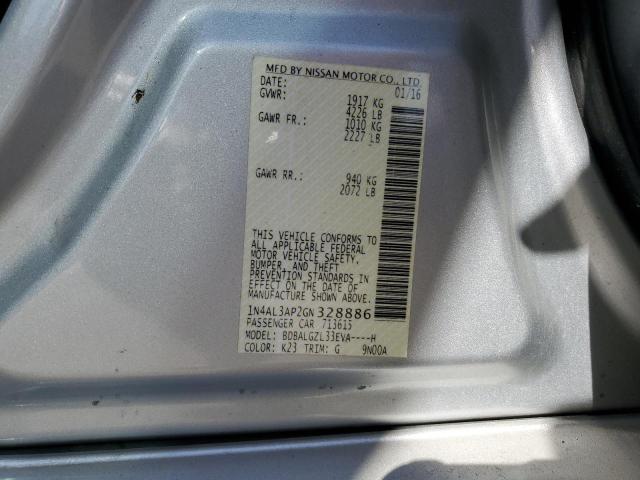 MFD BY NISSAN MOTOR CO., LTD
DATE: 01/16
GVWR: 1917 KG
4226 LB
GAWR FR.: 1010 KG
2227 LB
GAWR RR.: 940 KG
2072 LB
THIS VEHICLE CONFORMS TO
ALL APPLICABLE FEDERAL
MOTOR VEHICLE SAFETY,
BUMPER, AND THEFT
PREVENTION STANDARDS IN
EFFECT ON THE DATE OF
MANUFACTURE SHOWN ABOVE.
1N4AL3AP2GN328886
PASSENGER CAR 713615
MODEL: BDBALGZL33EVA----H
COLOR: K23 TRIM: G 9N00A